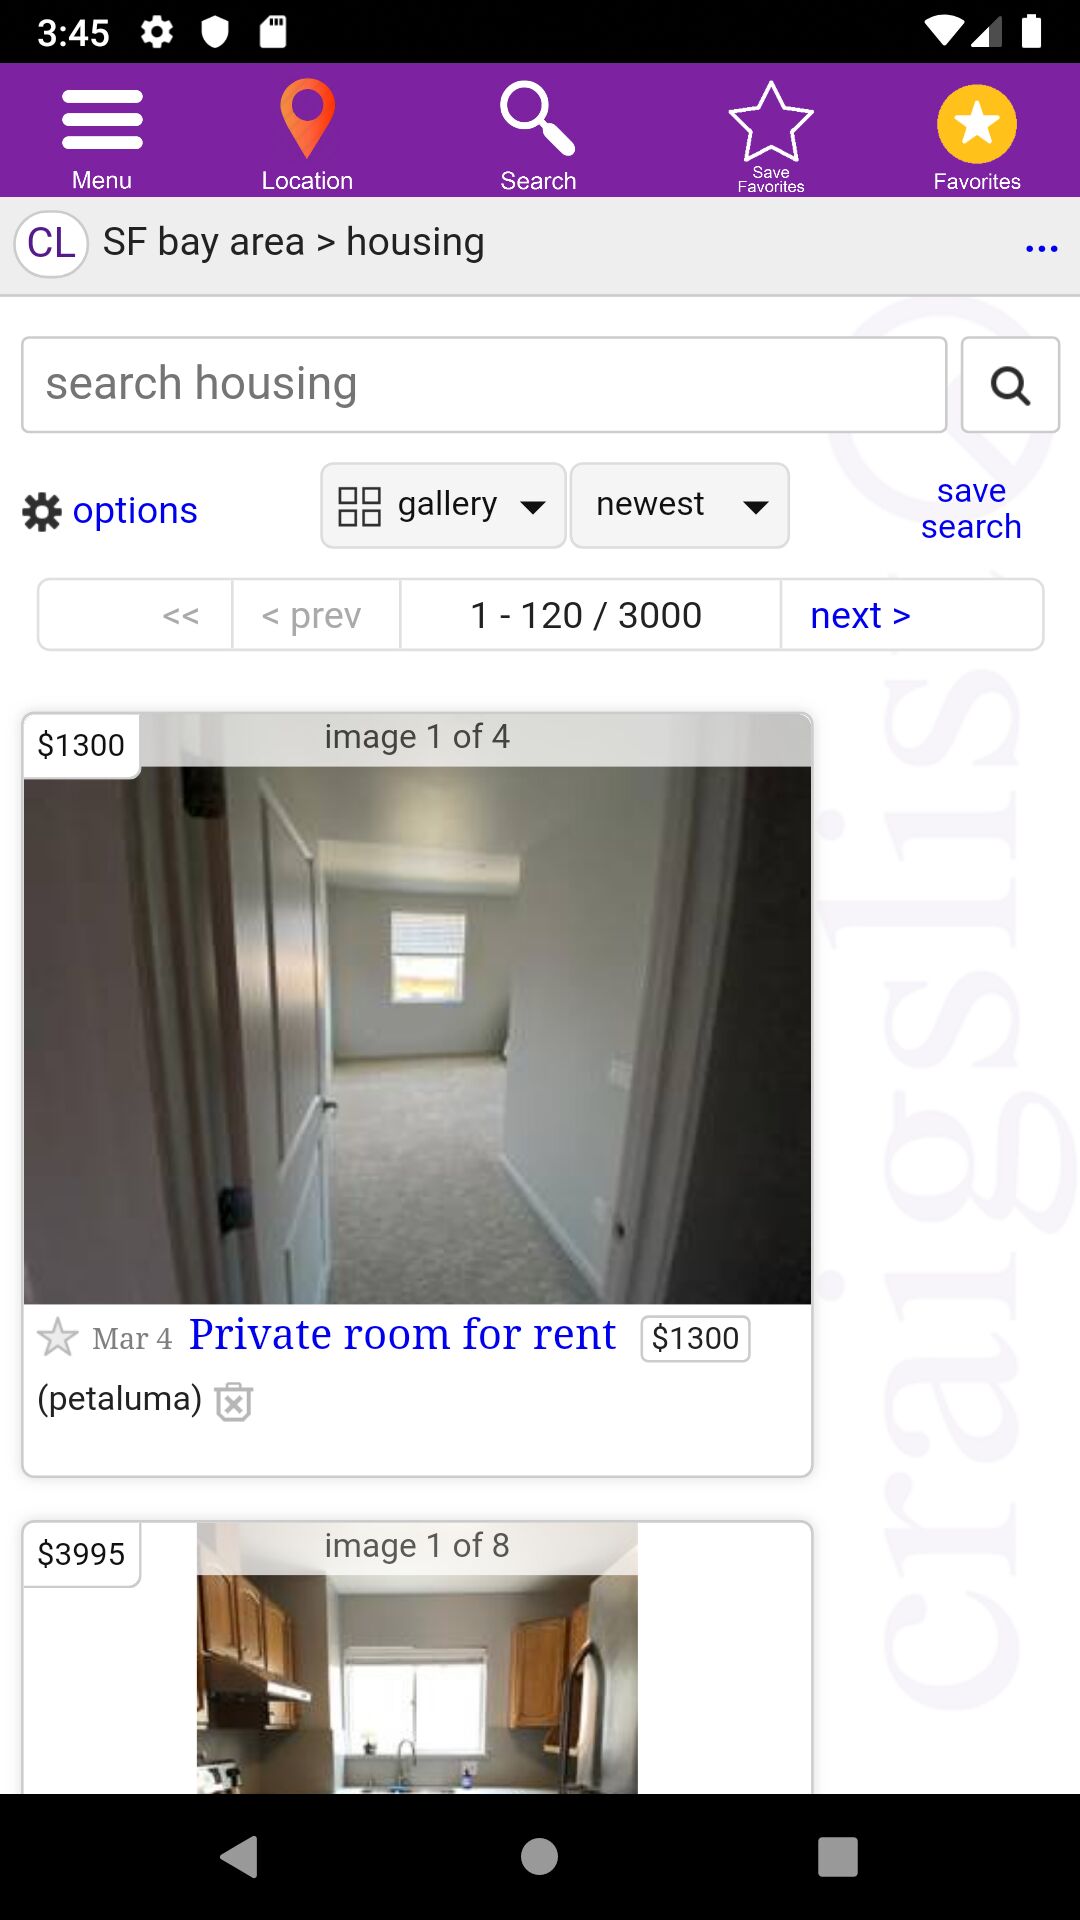 3:45
Menu
Location
Search
Save
Favorites
Favorites
CL SF bay area > housing ...
search housing
options
gallery
newest
save
search
<<
< prev
1 - 120 / 3000
next >
$1300
image 1 of 4
Mar 4 Private room for rent $1300
(petaluma)
$3995
image 1 of 8
craigslis